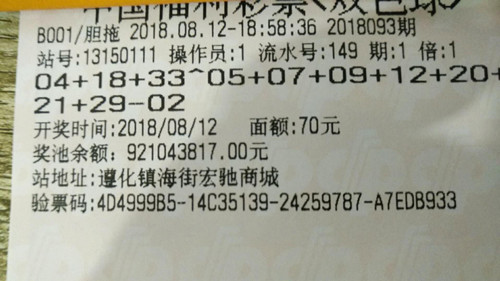 中国福利彩票<双色球>
B001/胆拖 2018.08.12-18:58:36 2018093期
站号:13150111 操作员:1 流水号:149 期:1 倍:1
04+18+33^05+07+09+12+20+
21+29-02
开奖时间:2018/08/12 面额:70元
奖池余额: 921043817.00元
站地址:遵化镇海街宏驰商城
验票码:4D4999B5-14C35139-24259787-A7EDB933